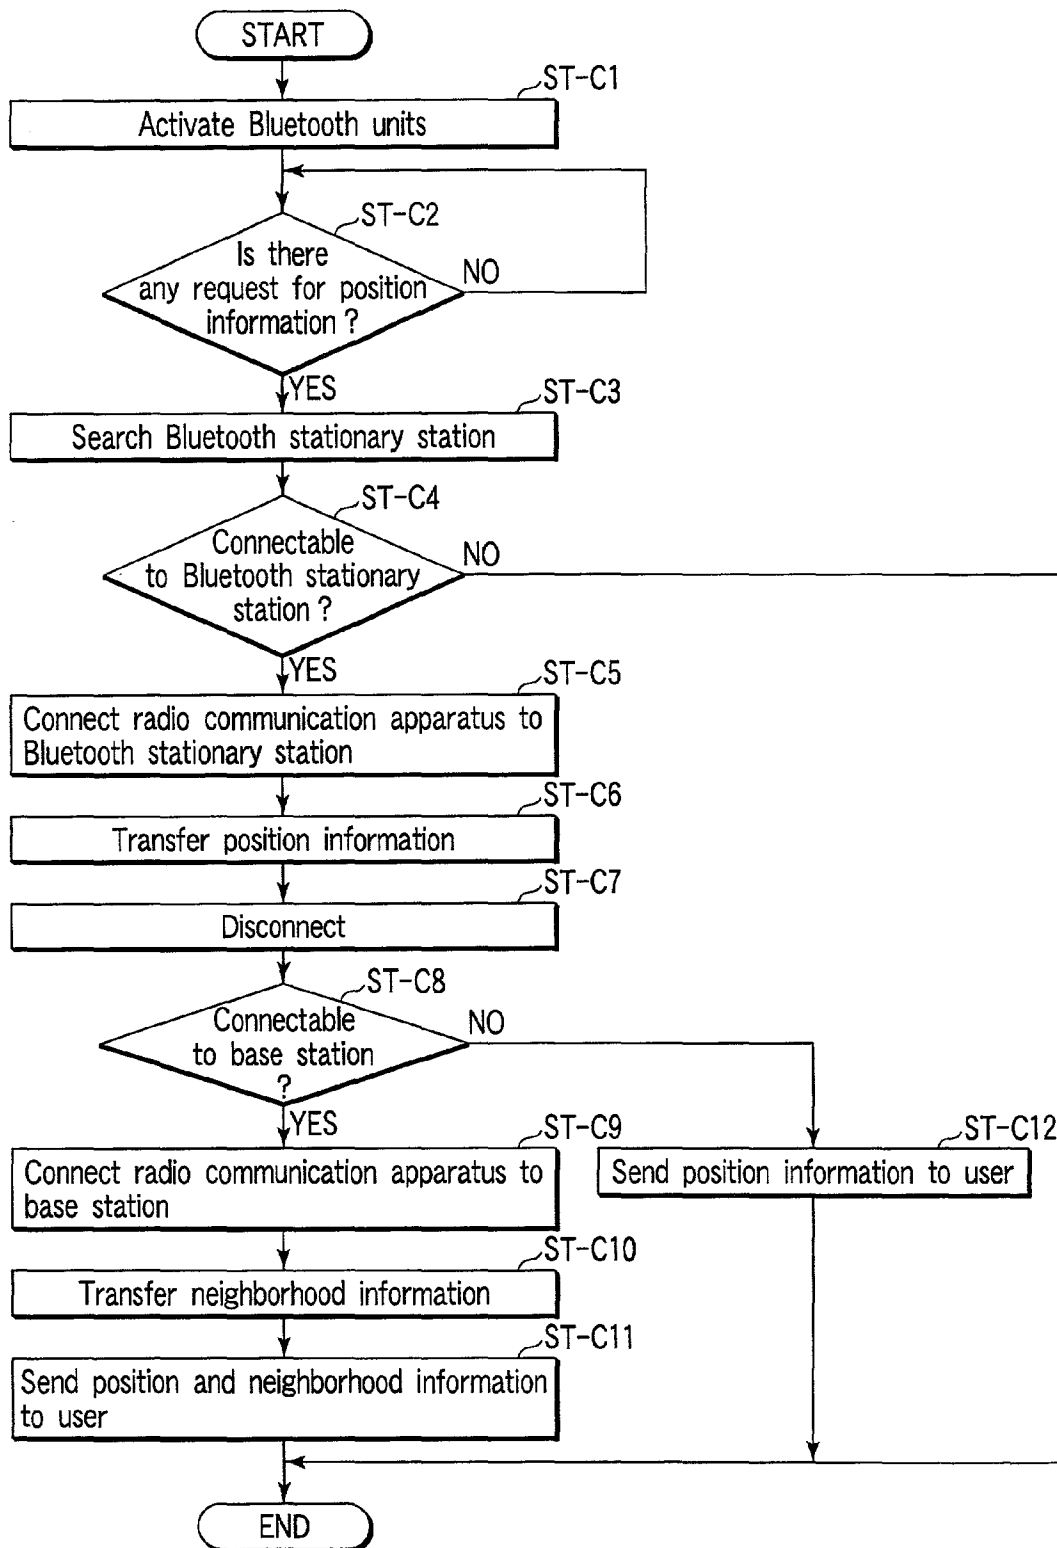 START
ST-C1
Activate Bluetooth units
ST-C2
Is there
any request for position
information ?
NO
YES
ST-C3
Search Bluetooth stationary station
ST-C4
Connectable
to Bluetooth stationary
station ?
NO
YES
ST-C5
Connect radio communication apparatus to
Bluetooth stationary station
ST-C6
Transfer position information
ST-C7
Disconnect
ST-C8
Connectable
to base station
?
NO
YES
ST-C9
Connect radio communication apparatus to
base station
ST-C12
Send position information to user
ST-C10
Transfer neighborhood information
ST-C11
Send position and neighborhood information
to user
END